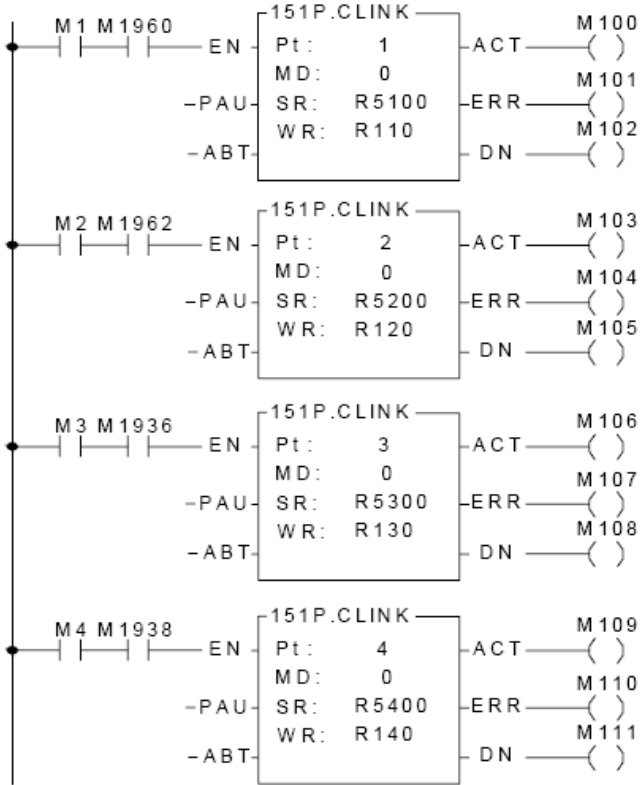 151P.CLINK M100
M1 M1960 EN Pt: 1 ACT
MD: 0 M101
-PAU SR: R5100 ERR
WR: R110 M102
-ABT DN
151P.CLINK M103
M2 M1962 EN Pt: 2 ACT
MD: 0 M104
-PAU SR: R5200 ERR
WR: R120 M105
-ABT DN
151P.CLINK M106
M3 M1936 EN Pt: 3 ACT
MD: 0 M107
-PAU SR: R5300 ERR
WR: R130 M108
-ABT DN
151P.CLINK M109
M4 M1938 EN Pt: 4 ACT
MD: 0 M110
-PAU SR: R5400 ERR
WR: R140 M111
-ABT DN